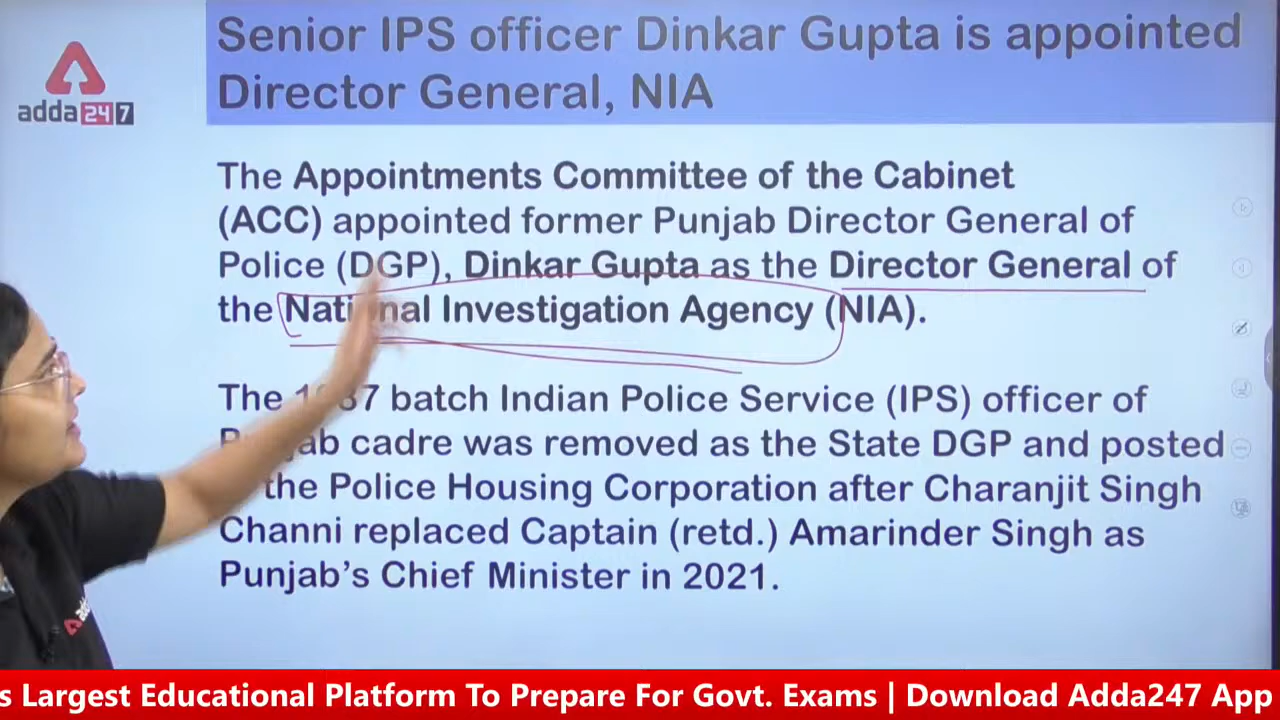 Senior IPS officer Dinkar Gupta is appointed
Director General, NIA
adda247
The Appointments Committee of the Cabinet
(ACC) appointed former Punjab Director General of
Police (DGP), Dinkar Gupta as the Director General of
the National Investigation Agency (NIA).
The 1987 batch Indian Police Service (IPS) officer of
Punjab cadre was removed as the State DGP and posted
the Police Housing Corporation after Charanjit Singh
Channi replaced Captain (retd.) Amarinder Singh as
Punjab's Chief Minister in 2021.
s Largest Educational Platform To Prepare For Govt. Exams | Download Adda247 App